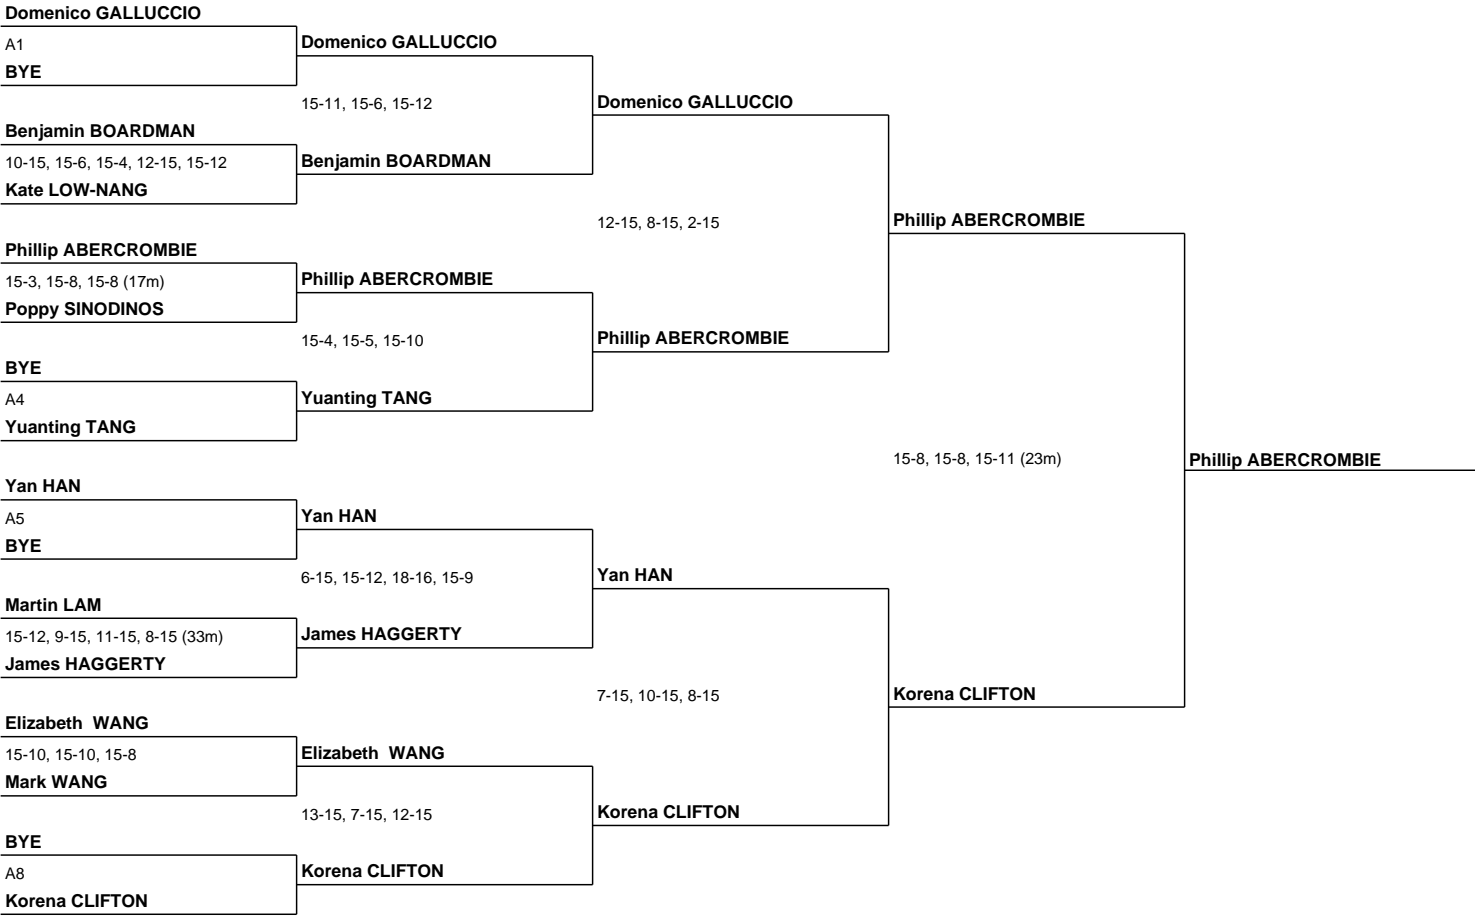 Domenico GALLUCCIO
A1
BYE
Benjamin BOARDMAN
10-15, 15-6, 15-4, 12-15, 15-12
Kate LOW-NANG
Phillip ABERCROMBIE
15-3, 15-8, 15-8 (17m)
Poppy SINODINOS
BYE
A4
Yuanting TANG
Yan HAN
A5
BYE
Martin LAM
15-12, 9-15, 11-15, 8-15 (33m)
James HAGGERTY
Elizabeth  WANG
15-10, 15-10, 15-8
Mark WANG
BYE
A8
Korena CLIFTON
Domenico GALLUCCIO
15-11, 15-6, 15-12
Benjamin BOARDMAN
Phillip ABERCROMBIE
15-4, 15-5, 15-10
Yuanting TANG
Yan HAN
6-15, 15-12, 18-16, 15-9
James HAGGERTY
Elizabeth  WANG
13-15, 7-15, 12-15
Korena CLIFTON
Domenico GALLUCCIO
12-15, 8-15, 2-15
Phillip ABERCROMBIE
Yan HAN
7-15, 10-15, 8-15
Korena CLIFTON
Phillip ABERCROMBIE
15-8, 15-8, 15-11 (23m)
Korena CLIFTON
Phillip ABERCROMBIE